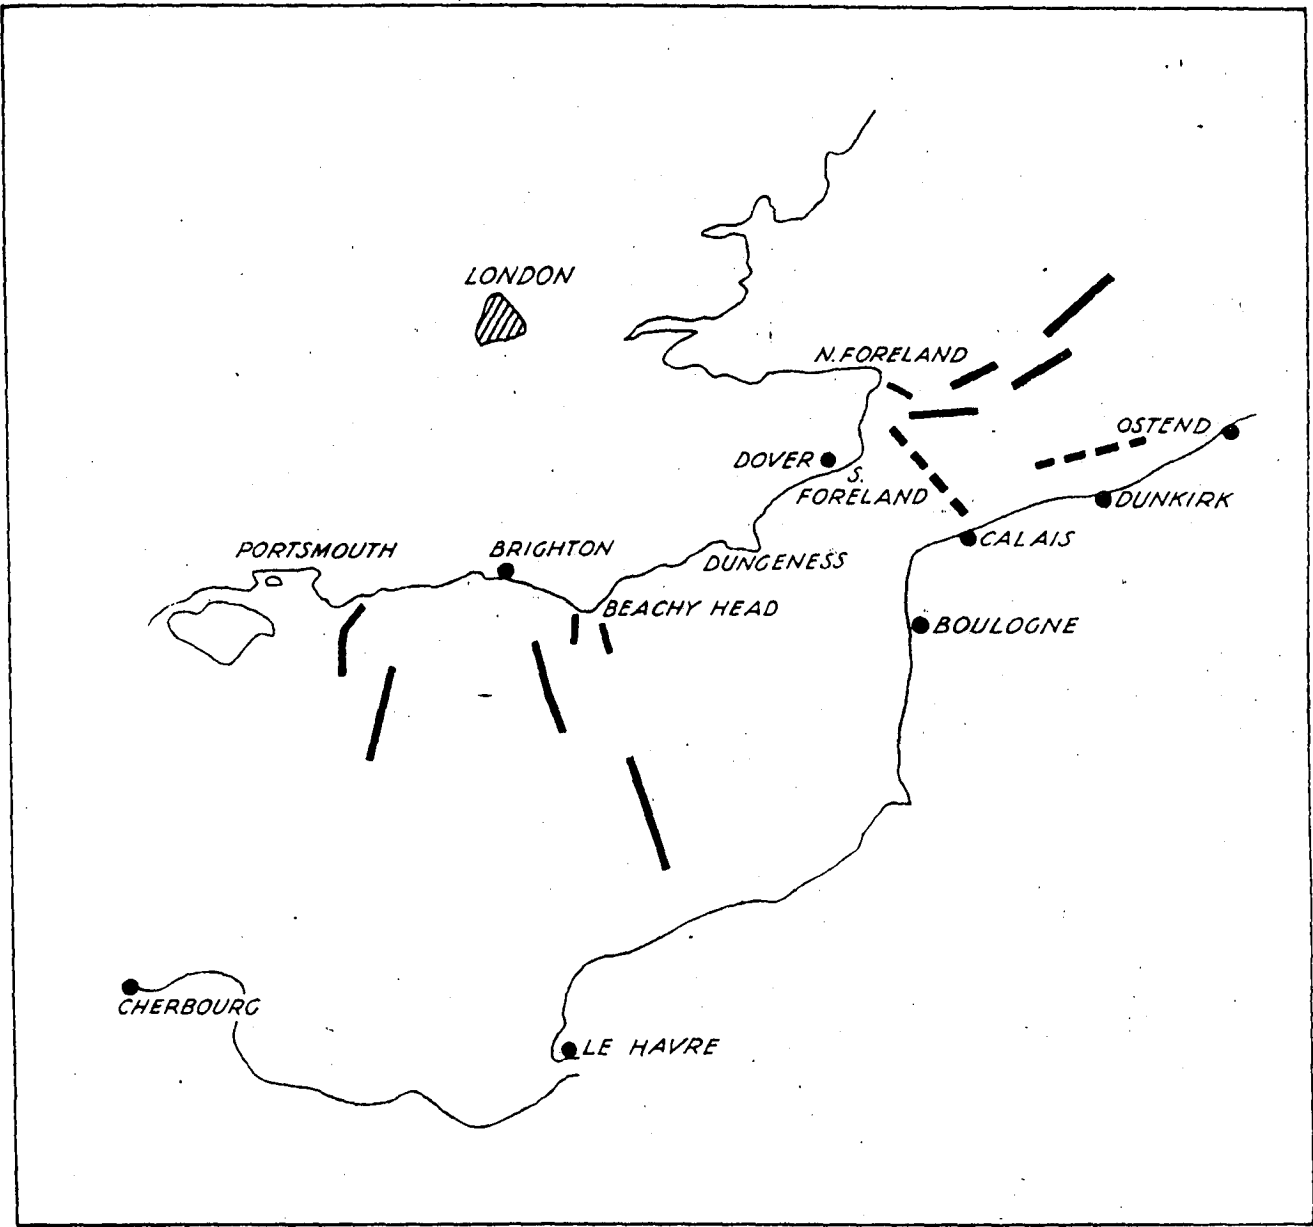 LONDON
N. FORELAND
OSTEND
DOVER
S.
FORELAND
DUNKIRK
CALAIS
PORTSMOUTH
BRIGHTON
DUNGENESS
BEACHY HEAD
BOULOGNE
CHERBOURG
LE HAVRE